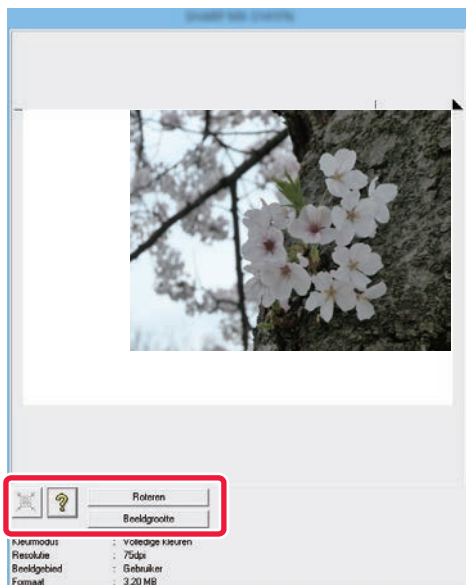 ?
Roteren
Beeldgrootte
Kleurmodus : Volledige kleuren
Resolutie : 75dpi
Beeldgebied : Gebruiker
Formaat : 3.20 MB